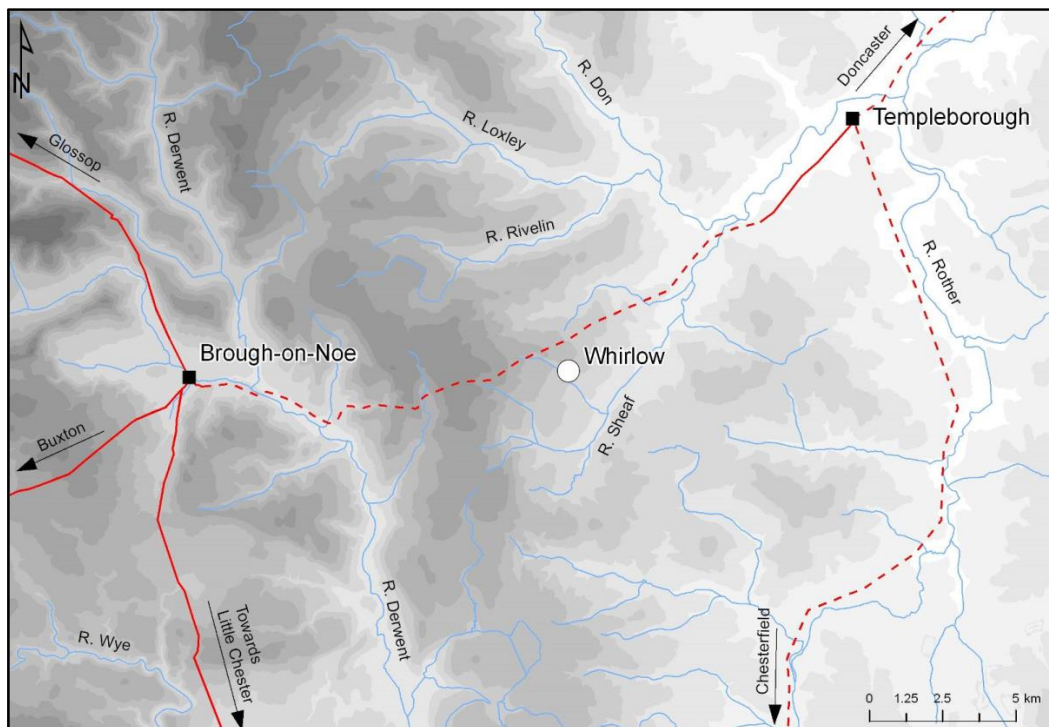 N
Glossop
R. Derwent
R. Loxley
R. Don
Doncaster
Templeborough
R. Rivelin
R. Rother
Brough-on-Noe
Whirlow
Buxton
R. Sheaf
R. Wye
Towards
Little Chester
R. Derwent
Chesterfield
0 1.25 2.5 5 km